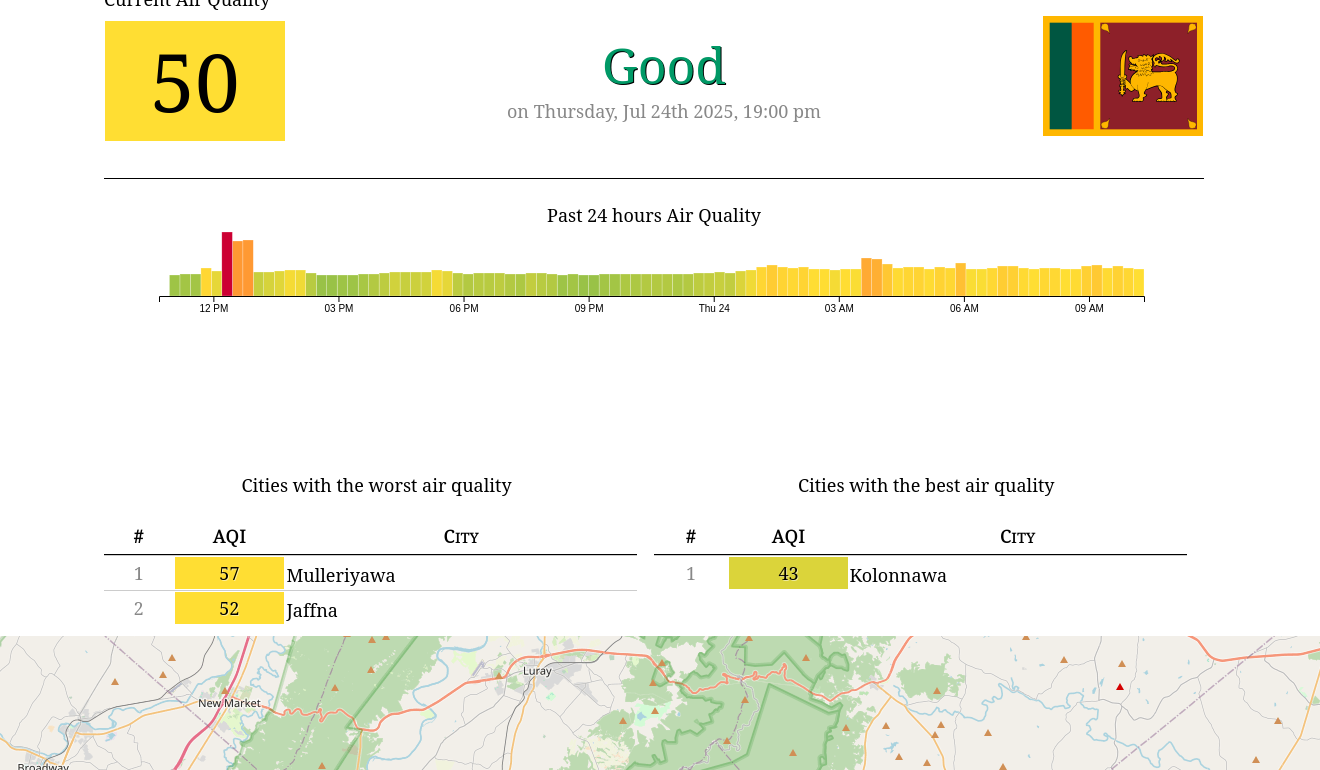 Current Air Quality
50
Good
on Thursday, Jul 24th 2025, 19:00 pm
Past 24 hours Air Quality
12 PM 03 PM 06 PM 09 PM Thu 24 03 AM 06 AM 09 AM
Cities with the worst air quality
# AQI City
1 57 Mulleriyawa
2 52 Jaffna
Cities with the best air quality
# AQI City
1 43 Kolonnawa
Luray
New Market
Broadway